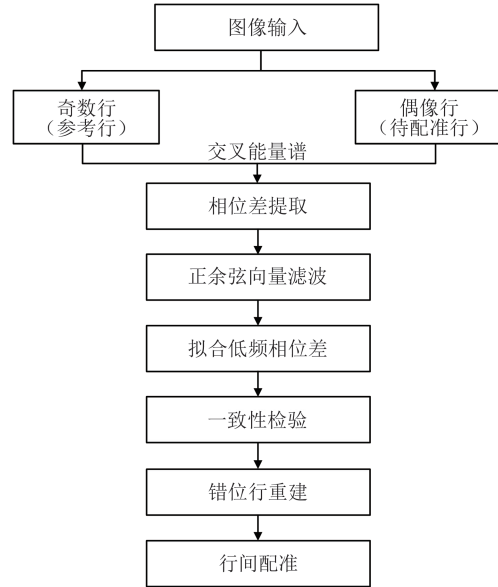 图像输入
奇数行
（参考行）
偶像行
（待配准行）
交叉能量谱
相位差提取
正余弦向量滤波
拟合低频相位差
一致性检验
错位行重建
行间配准